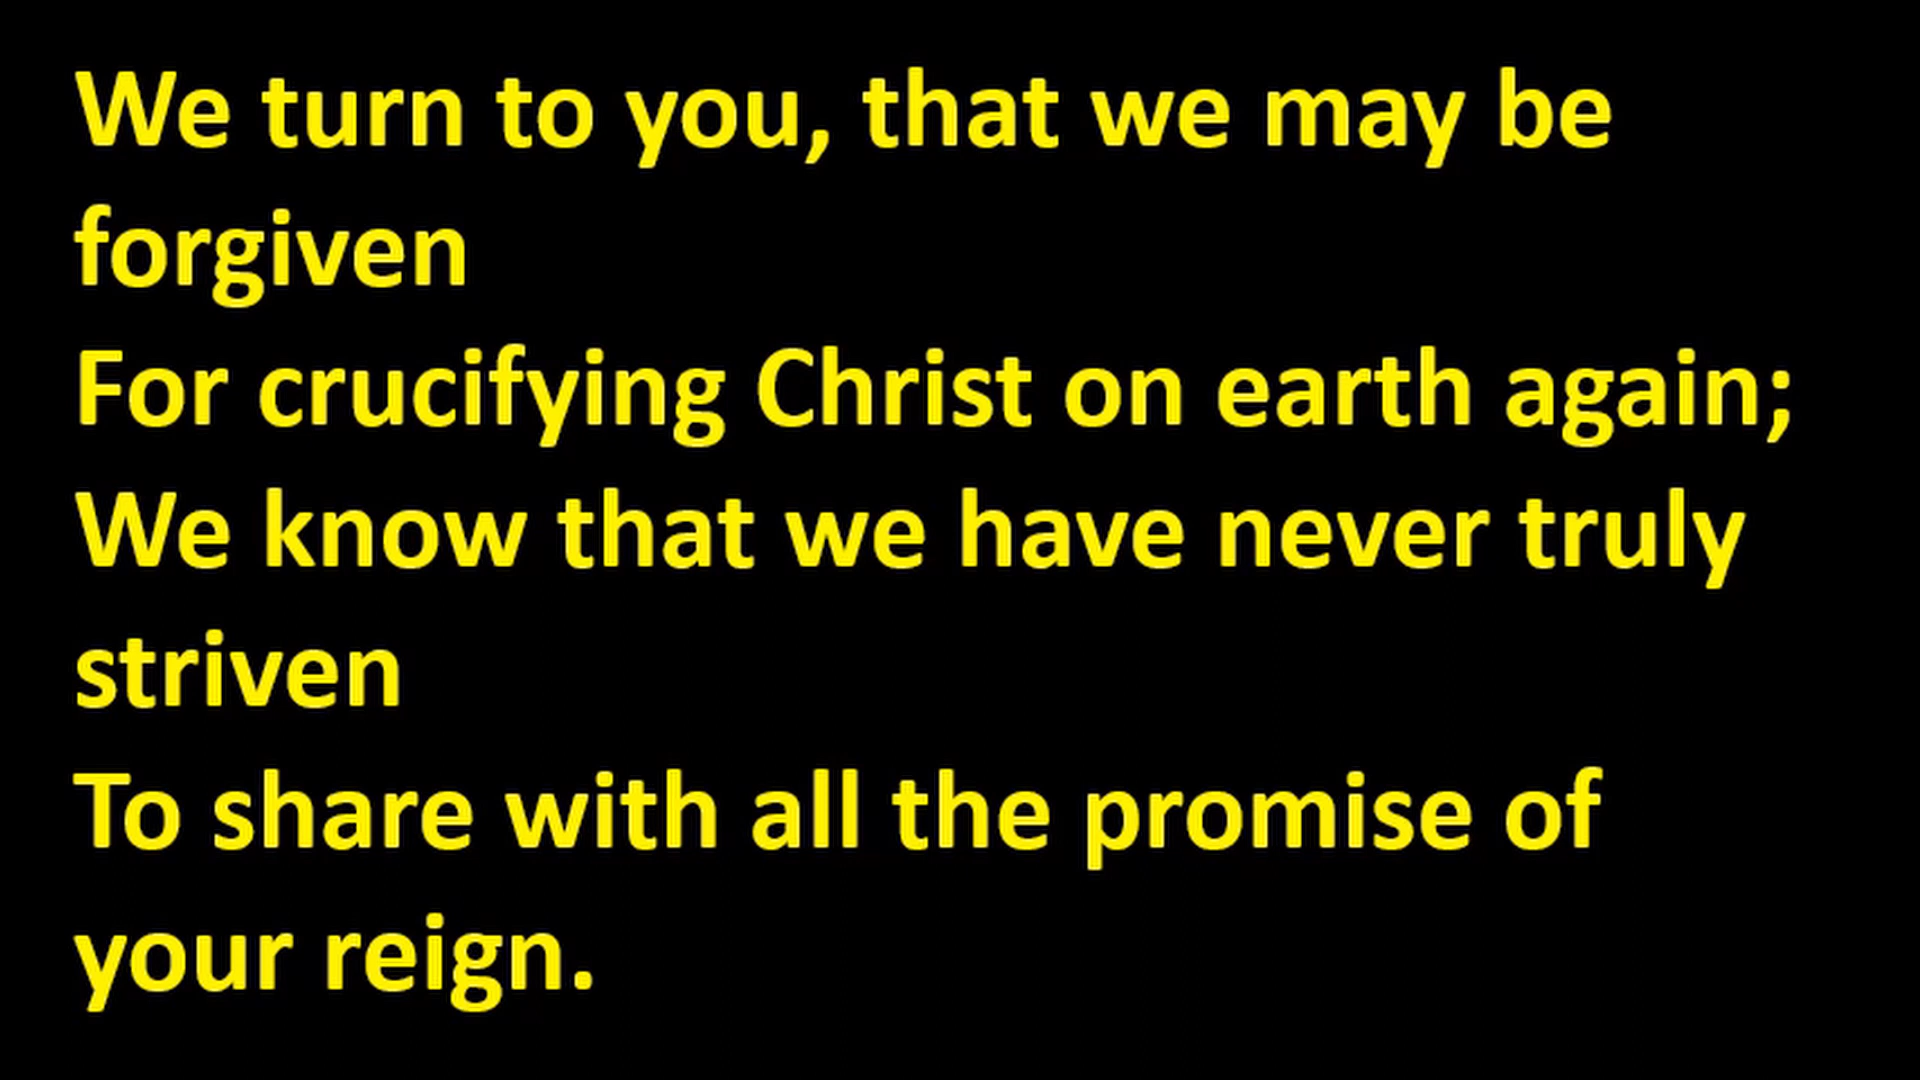 We turn to you, that we may be
forgiven
For crucifying Christ on earth again;
We know that we have never truly
striven
To share with all the promise of
your reign.